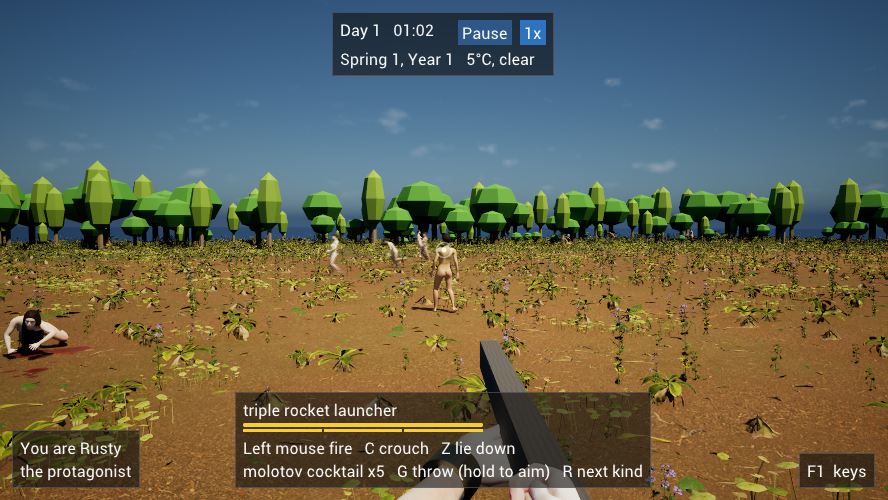 Day 1 01:02 Pause 1x
Spring 1, Year 1 5°C, clear
triple rocket launcher
Left mouse fire C crouch Z lie down
molotov cocktail x5 G throw (hold to aim) R next kind
You are Rusty
the protagonist
F1 keys